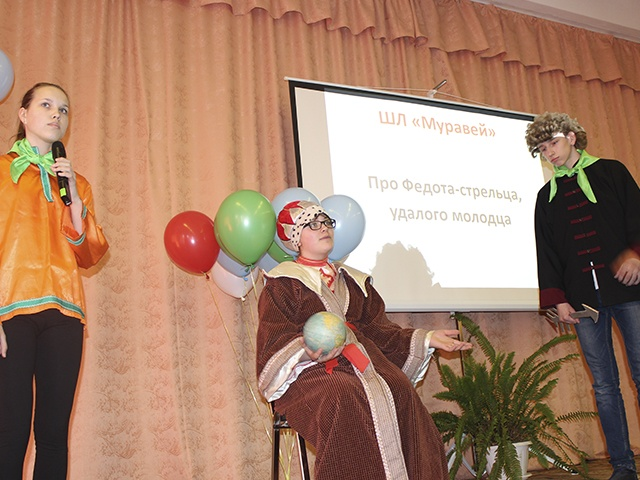 ШЛ «Муравей»
Про Федота-стрельца,
удалого молодца